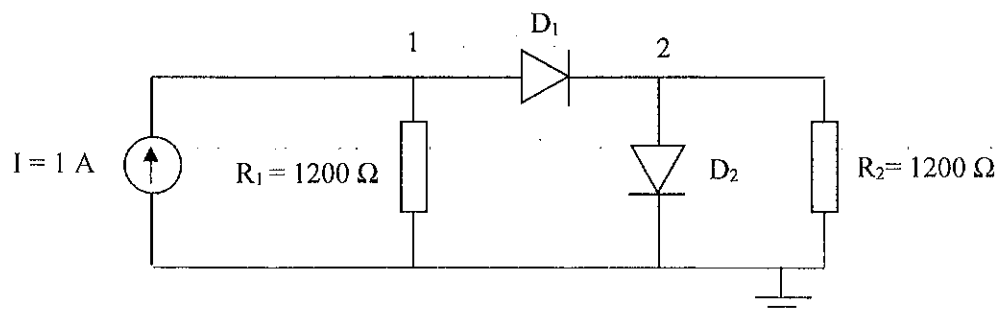 D₁
1
2
I = 1 A
R₁ = 1200 Ω
D₂
R₂= 1200 Ω